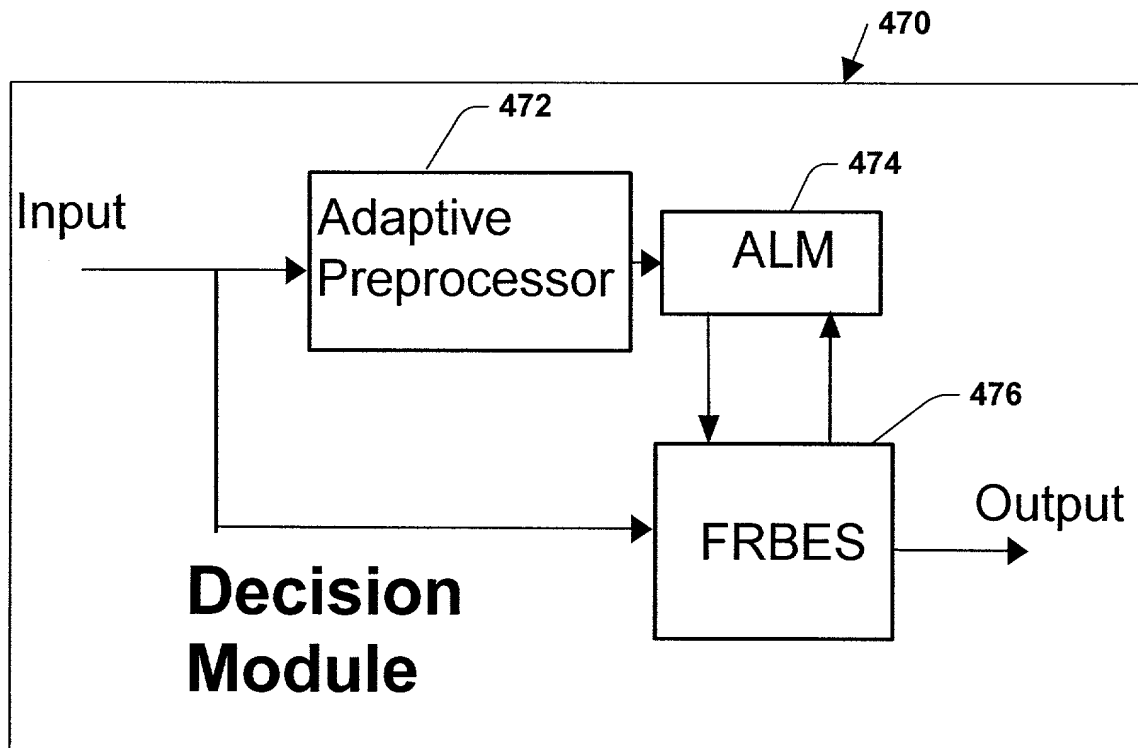 470
472
474
Input
Adaptive
Preprocessor
ALM
476
Output
FRBES
Decision
Module